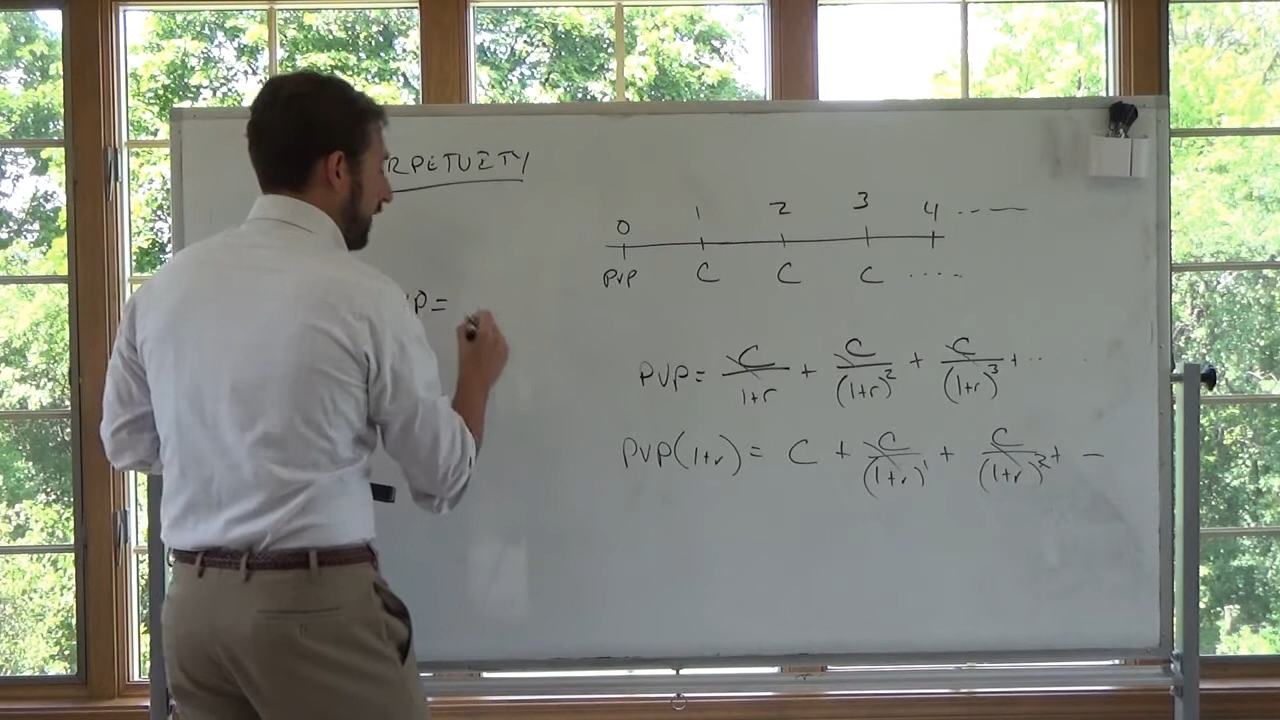 RPETUITY
0 1 2 3 4 ·----
PVP C C C ·····
P=
PVP= C/1+r + C/(1+r)^2 + C/(1+r)^3 + ··
PVP(1+r) = C + C/(1+r)^1 + C/(1+r)^2 + –